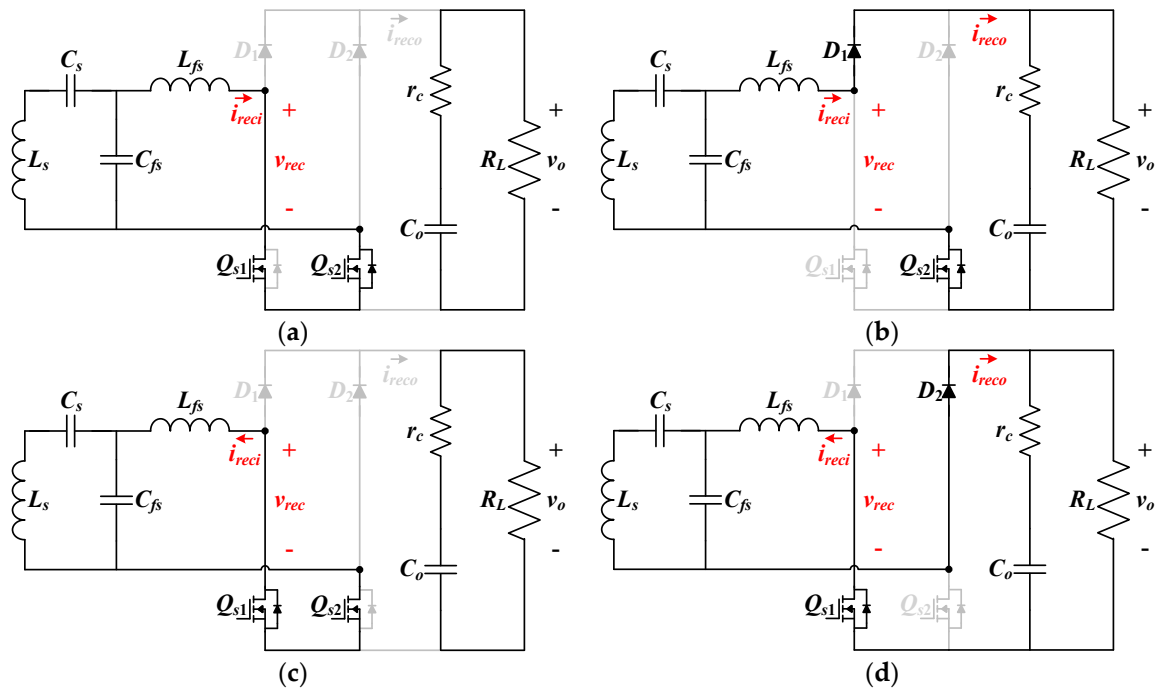 D1 D2 ireco
Cs Lfs
rc
ireci + +
Ls Cfs vrec RL vo
- -
Co
Qs1 Qs2
(a)
D1 D2 ireco
Cs Lfs
rc
ireci + +
Ls Cfs vrec RL vo
- -
Co
Qs1 Qs2
(b)
D1 D2 ireco
Cs Lfs
rc
ireci + +
Ls Cfs vrec RL vo
- -
Co
Qs1 Qs2
(c)
D1 D2 ireco
Cs Lfs
rc
ireci + +
Ls Cfs vrec RL vo
- -
Co
Qs1 Qs2
(d)